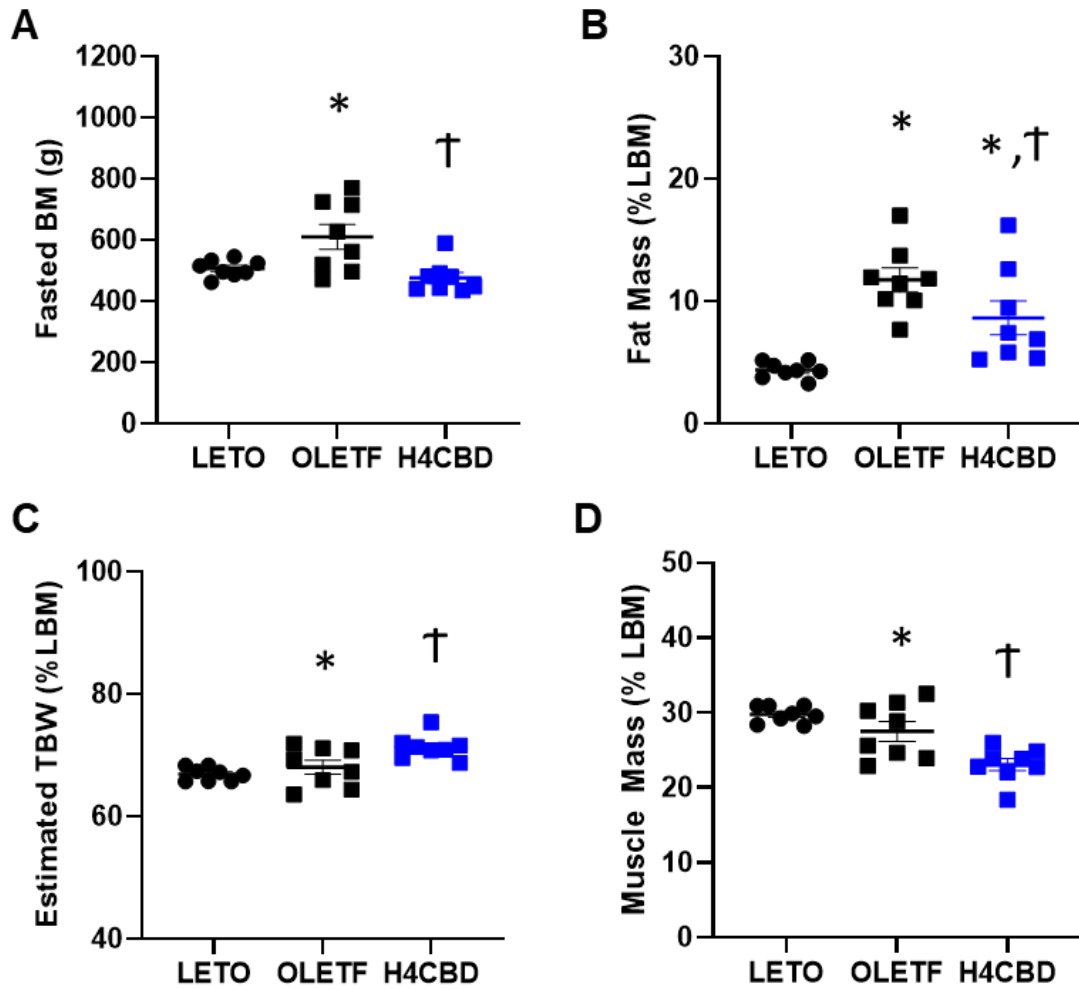 A
Fasted BM (g)
1200
1000
800
600
400
200
0
*
†
LETO OLETF H4CBD
B
Fat Mass (% LBM)
30
20
10
0
*
*,†
LETO OLETF H4CBD
C
Estimated TBW (% LBM)
100
80
60
40
*
†
LETO OLETF H4CBD
D
Muscle Mass (% LBM)
50
40
30
20
10
0
*
†
LETO OLETF H4CBD